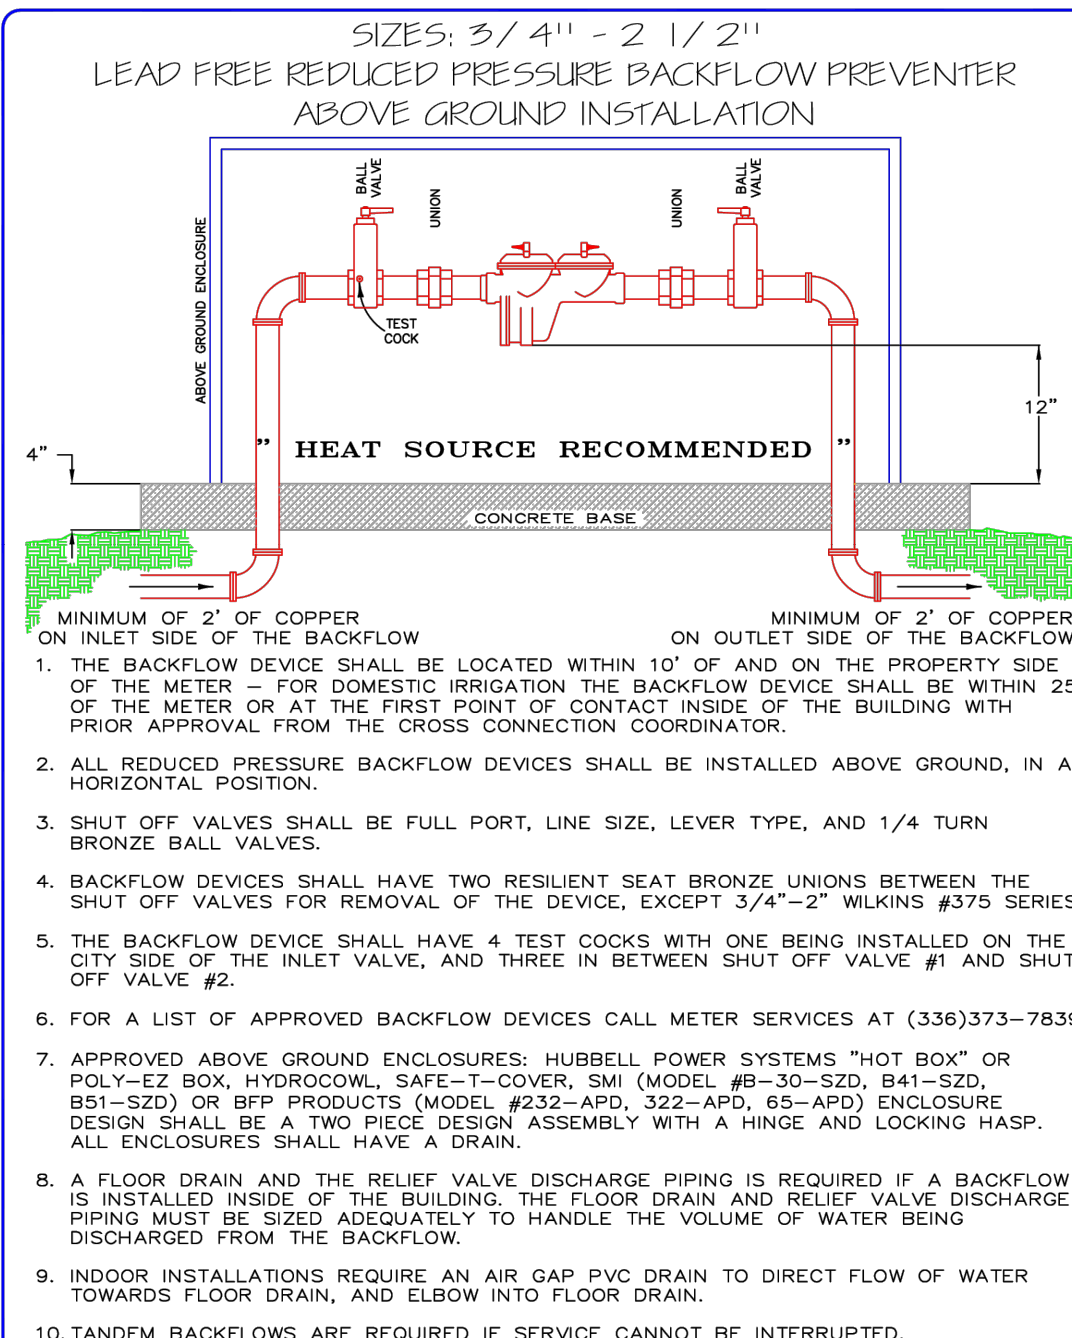 SIZES: 3/4" - 2 1/2"
LEAD FREE REDUCED PRESSURE BACKFLOW PREVENTER
ABOVE GROUND INSTALLATION
BALL
VALVE
UNION
UNION
BALL
VALVE
ABOVE GROUND ENCLOSURE
TEST
COCK
12"
4"
" HEAT SOURCE RECOMMENDED "
CONCRETE BASE
MINIMUM OF 2' OF COPPER
ON INLET SIDE OF THE BACKFLOW
MINIMUM OF 2' OF COPPER
ON OUTLET SIDE OF THE BACKFLOW
1. THE BACKFLOW DEVICE SHALL BE LOCATED WITHIN 10' OF AND ON THE PROPERTY SIDE
OF THE METER – FOR DOMESTIC IRRIGATION THE BACKFLOW DEVICE SHALL BE WITHIN 25
OF THE METER OR AT THE FIRST POINT OF CONTACT INSIDE OF THE BUILDING WITH
PRIOR APPROVAL FROM THE CROSS CONNECTION COORDINATOR.
2. ALL REDUCED PRESSURE BACKFLOW DEVICES SHALL BE INSTALLED ABOVE GROUND, IN A
HORIZONTAL POSITION.
3. SHUT OFF VALVES SHALL BE FULL PORT, LINE SIZE, LEVER TYPE, AND 1/4 TURN
BRONZE BALL VALVES.
4. BACKFLOW DEVICES SHALL HAVE TWO RESILIENT SEAT BRONZE UNIONS BETWEEN THE
SHUT OFF VALVES FOR REMOVAL OF THE DEVICE, EXCEPT 3/4"–2" WILKINS #375 SERIES
5. THE BACKFLOW DEVICE SHALL HAVE 4 TEST COCKS WITH ONE BEING INSTALLED ON THE
CITY SIDE OF THE INLET VALVE, AND THREE IN BETWEEN SHUT OFF VALVE #1 AND SHUT
OFF VALVE #2.
6. FOR A LIST OF APPROVED BACKFLOW DEVICES CALL METER SERVICES AT (336)373–7839
7. APPROVED ABOVE GROUND ENCLOSURES: HUBBELL POWER SYSTEMS "HOT BOX" OR
POLY–EZ BOX, HYDROCOWL, SAFE–T–COVER, SMI (MODEL #B–30–SZD, B41–SZD,
B51–SZD) OR BFP PRODUCTS (MODEL #232–APD, 322–APD, 65–APD) ENCLOSURE
DESIGN SHALL BE A TWO PIECE DESIGN ASSEMBLY WITH A HINGE AND LOCKING HASP.
ALL ENCLOSURES SHALL HAVE A DRAIN.
8. A FLOOR DRAIN AND THE RELIEF VALVE DISCHARGE PIPING IS REQUIRED IF A BACKFLOW
IS INSTALLED INSIDE OF THE BUILDING. THE FLOOR DRAIN AND RELIEF VALVE DISCHARGE
PIPING MUST BE SIZED ADEQUATELY TO HANDLE THE VOLUME OF WATER BEING
DISCHARGED FROM THE BACKFLOW.
9. INDOOR INSTALLATIONS REQUIRE AN AIR GAP PVC DRAIN TO DIRECT FLOW OF WATER
TOWARDS FLOOR DRAIN, AND ELBOW INTO FLOOR DRAIN.
10. TANDEM BACKFLOWS ARE REQUIRED IF SERVICE CANNOT BE INTERRUPTED.